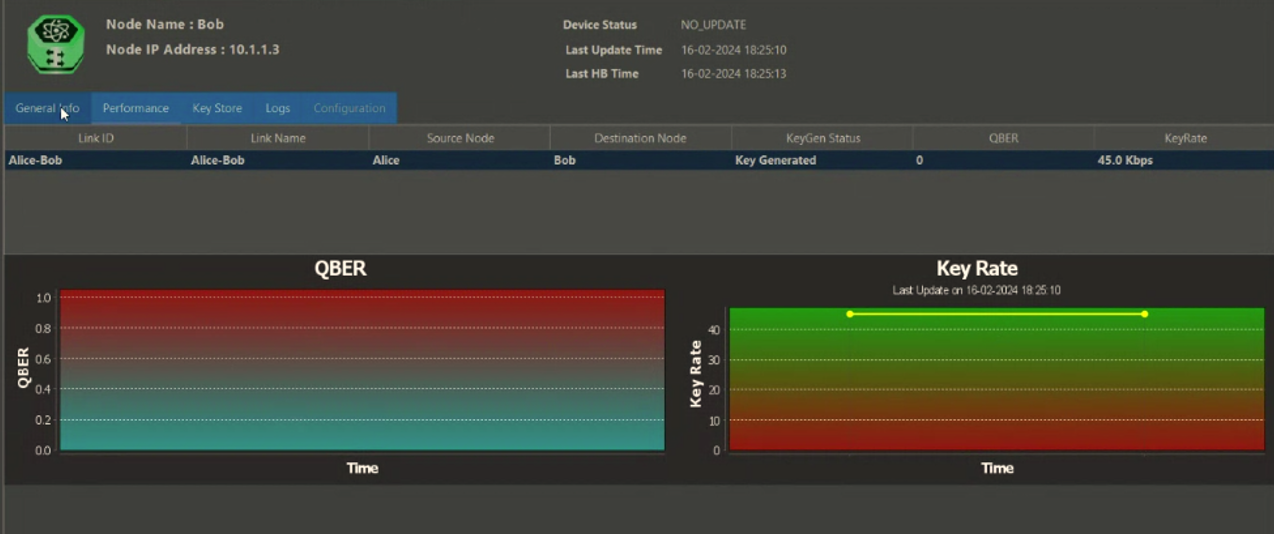 Node Name : Bob
Node IP Address : 10.1.1.3
Device Status NO_UPDATE
Last Update Time 16-02-2024 18:25:10
Last HB Time 16-02-2024 18:25:13
General Info Performance Key Store Logs Configuration
Link ID Link Name Source Node Destination Node KeyGen Status QBER KeyRate
Alice-Bob Alice-Bob Alice Bob Key Generated 0 45.0 Kbps
QBER
1.0
0.8
0.6
0.4
0.2
0.0
QBER
Time
Key Rate
Last Update on 16-02-2024 18:25:10
40
30
20
10
0
Key Rate
Time